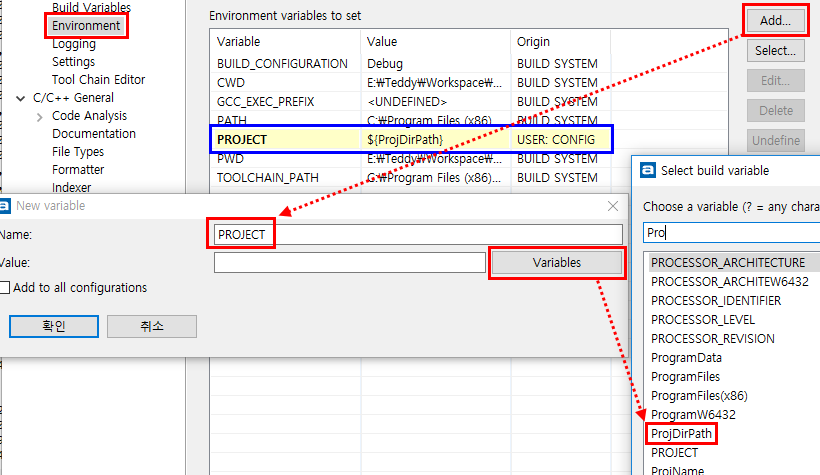 Build Variables
Environment
Logging
Settings
Tool Chain Editor
C/C++ General
Code Analysis
Documentation
File Types
Formatter
Indexer
Environment variables to set
Variable Value Origin
BUILD_CONFIGURATION Debug BUILD SYSTEM
CWD E:₩Teddy₩Workspace₩... BUILD SYSTEM
GCC_EXEC_PREFIX <UNDEFINED> BUILD SYSTEM
PATH C:₩Program Files (x86)... BUILD SYSTEM
PROJECT ${ProjDirPath} USER: CONFIG
PWD E:₩Teddy₩Workspace₩... BUILD SYSTEM
TOOLCHAIN_PATH G:₩Program Files (x86)... BUILD SYSTEM
Add...
Select...
Edit...
Delete
Undefine
New variable
Name:
PROJECT
Value:
Variables
Add to all configurations
확인
취소
Select build variable
Choose a variable (? = any chara
Pro
PROCESSOR_ARCHITECTURE
PROCESSOR_ARCHITEW6432
PROCESSOR_IDENTIFIER
PROCESSOR_LEVEL
PROCESSOR_REVISION
ProgramData
ProgramFiles
ProgramFiles(x86)
ProgramW6432
ProjDirPath
PROJECT
ProjName